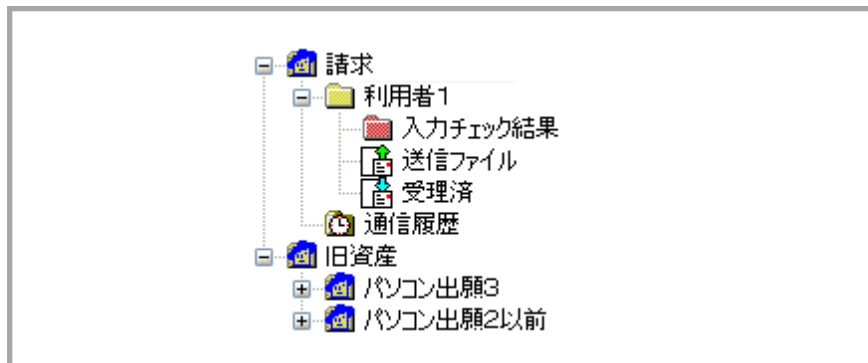 請求
利用者1
入力チェック結果
送信ファイル
受理済
通信履歴
旧資産
パソコン出願3
パソコン出願2以前